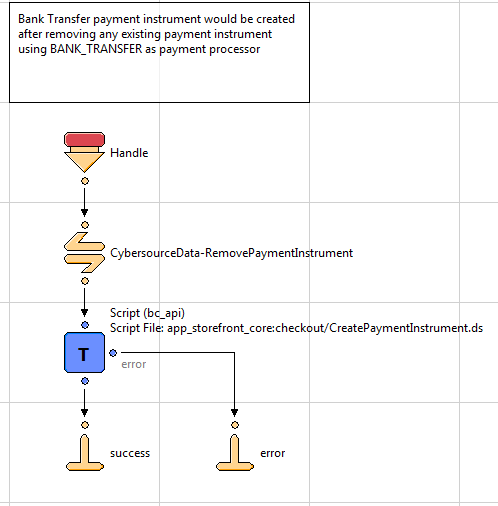 Bank Transfer payment instrument would be created
after removing any existing payment instrument
using BANK_TRANSFER as payment processor
Handle
CybersourceData-RemovePaymentInstrument
Script (bc_api)
Script File: app_storefront_core:checkout/CreatePaymentInstrument.ds
T
error
success
error